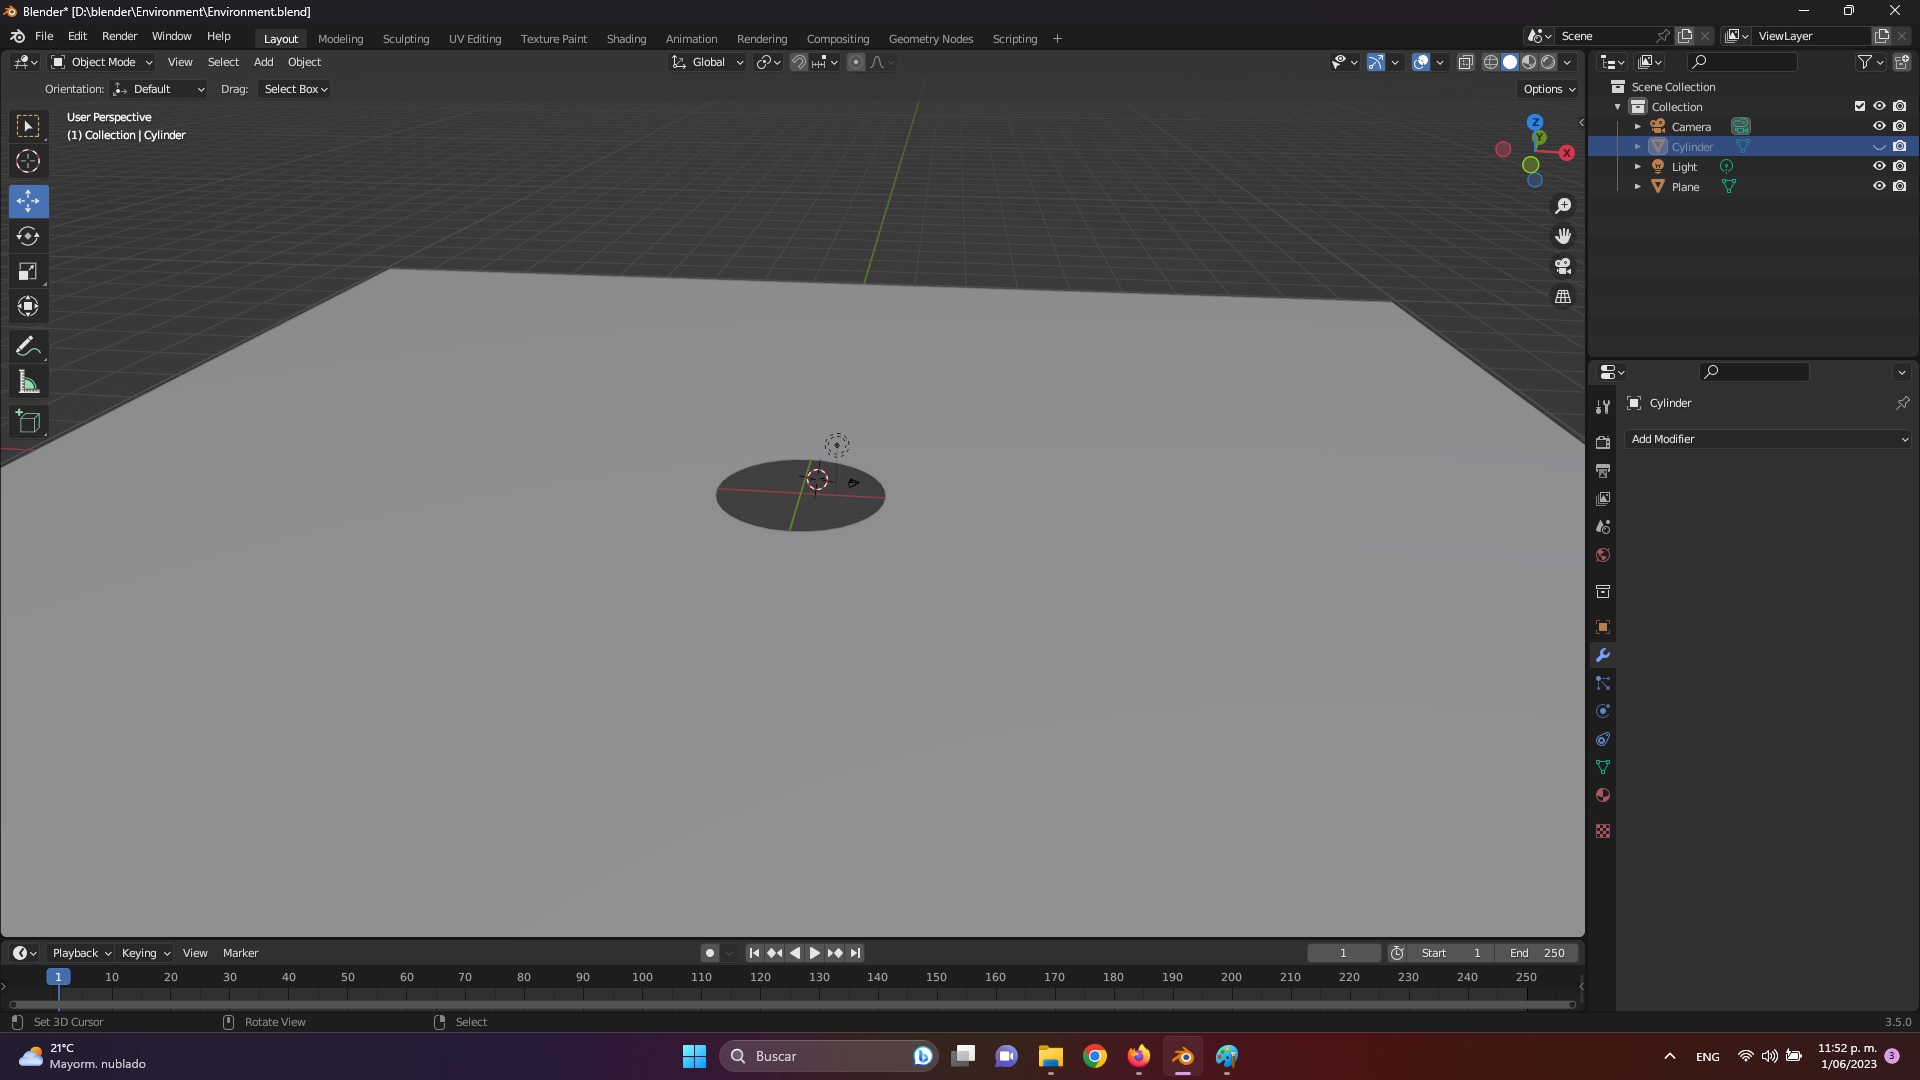 Blender* [D:\blender\Environment\Environment.blend]
File Edit Render Window Help Layout Modeling Sculpting UV Editing Texture Paint Shading Animation Rendering Compositing Geometry Nodes Scripting + Scene ViewLayer
Object Mode View Select Add Object Global
Orientation: Default Drag: Select Box Options
User Perspective
(1) Collection | Cylinder
Z
Y
X
Scene Collection
Collection
Camera
Cylinder
Light
Plane
Cylinder
Add Modifier
Playback Keying View Marker 1 Start 1 End 250
1 10 20 30 40 50 60 70 80 90 100 110 120 130 140 150 160 170 180 190 200 210 220 230 240 250
Set 3D Cursor Rotate View Select 3.5.0
21°C
Mayorm. nublado
Buscar
ENG
11:52 p. m.
1/06/2023
3